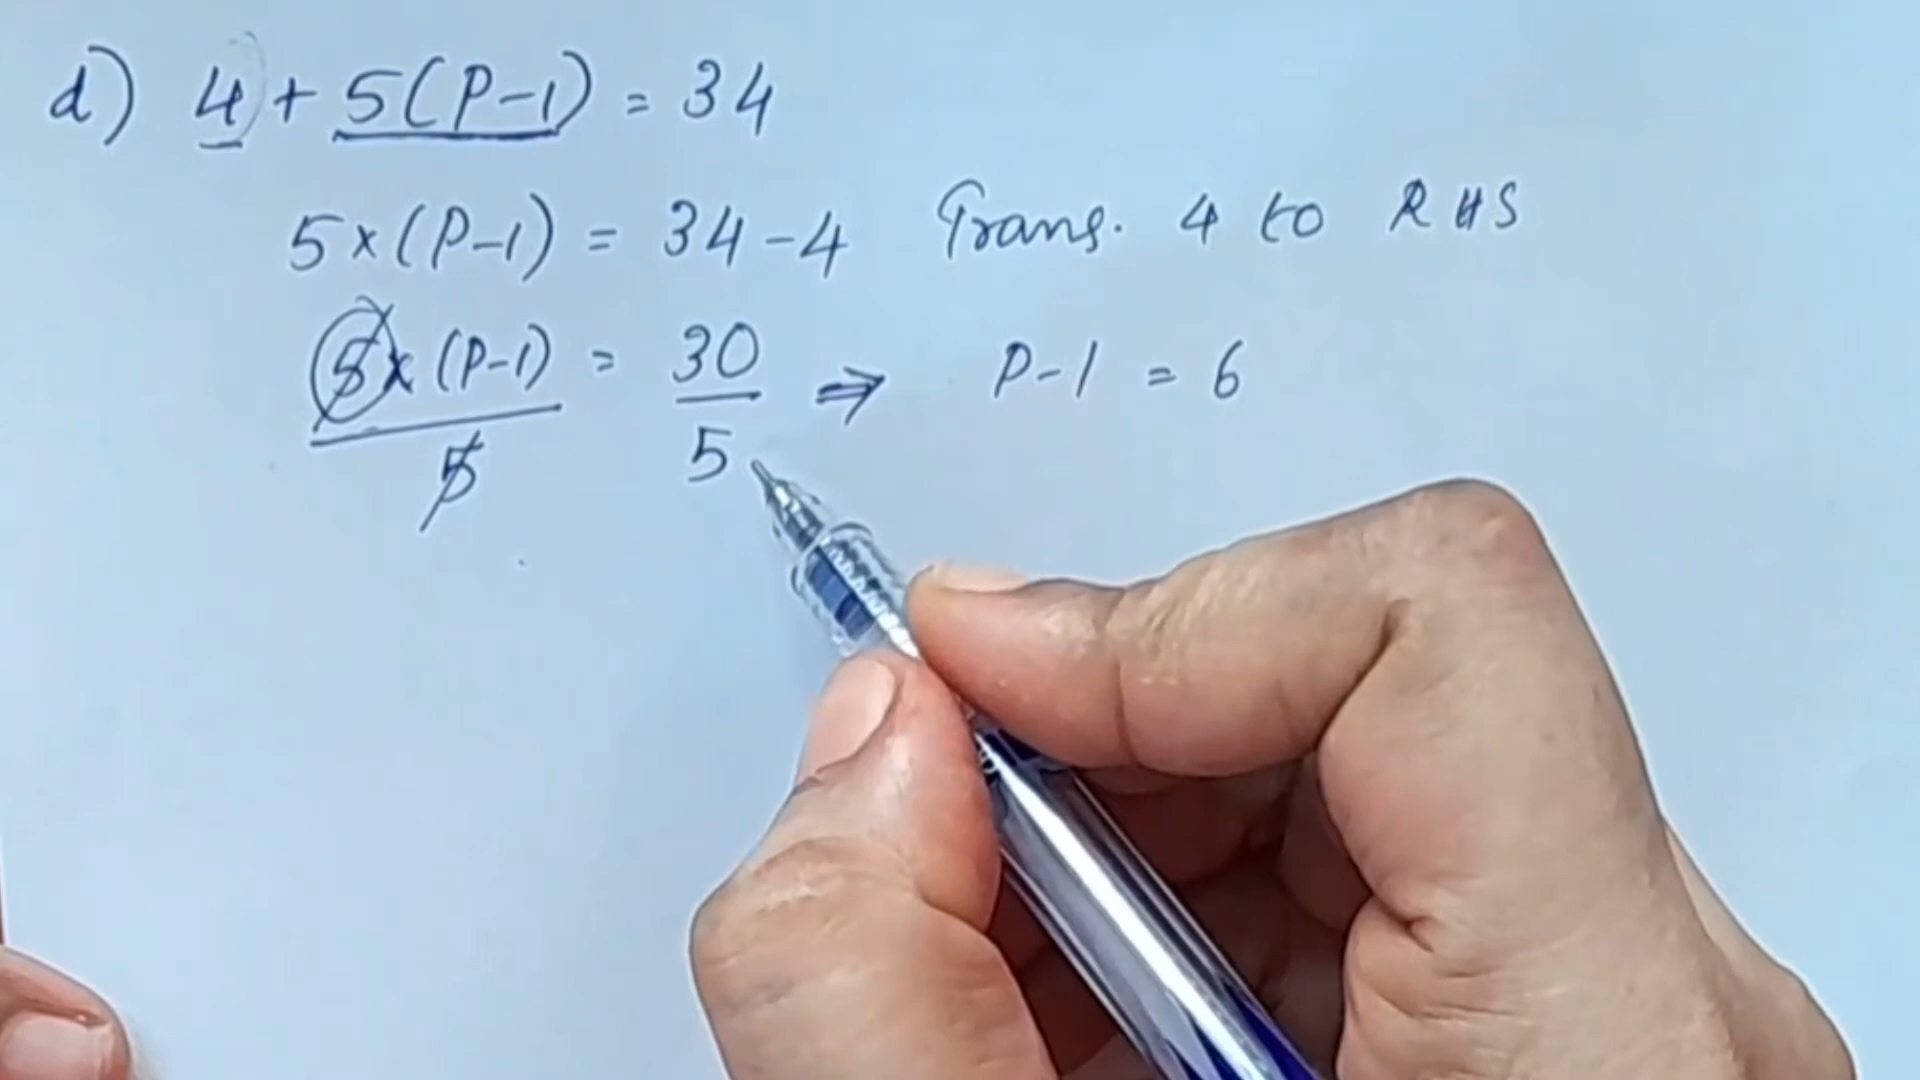 d) 4 + 5(P-1) = 34
5×(P-1) = 34-4 Trans. 4 to RHS
5×(P-1)/5 = 30/5 ⇒ P-1 = 6